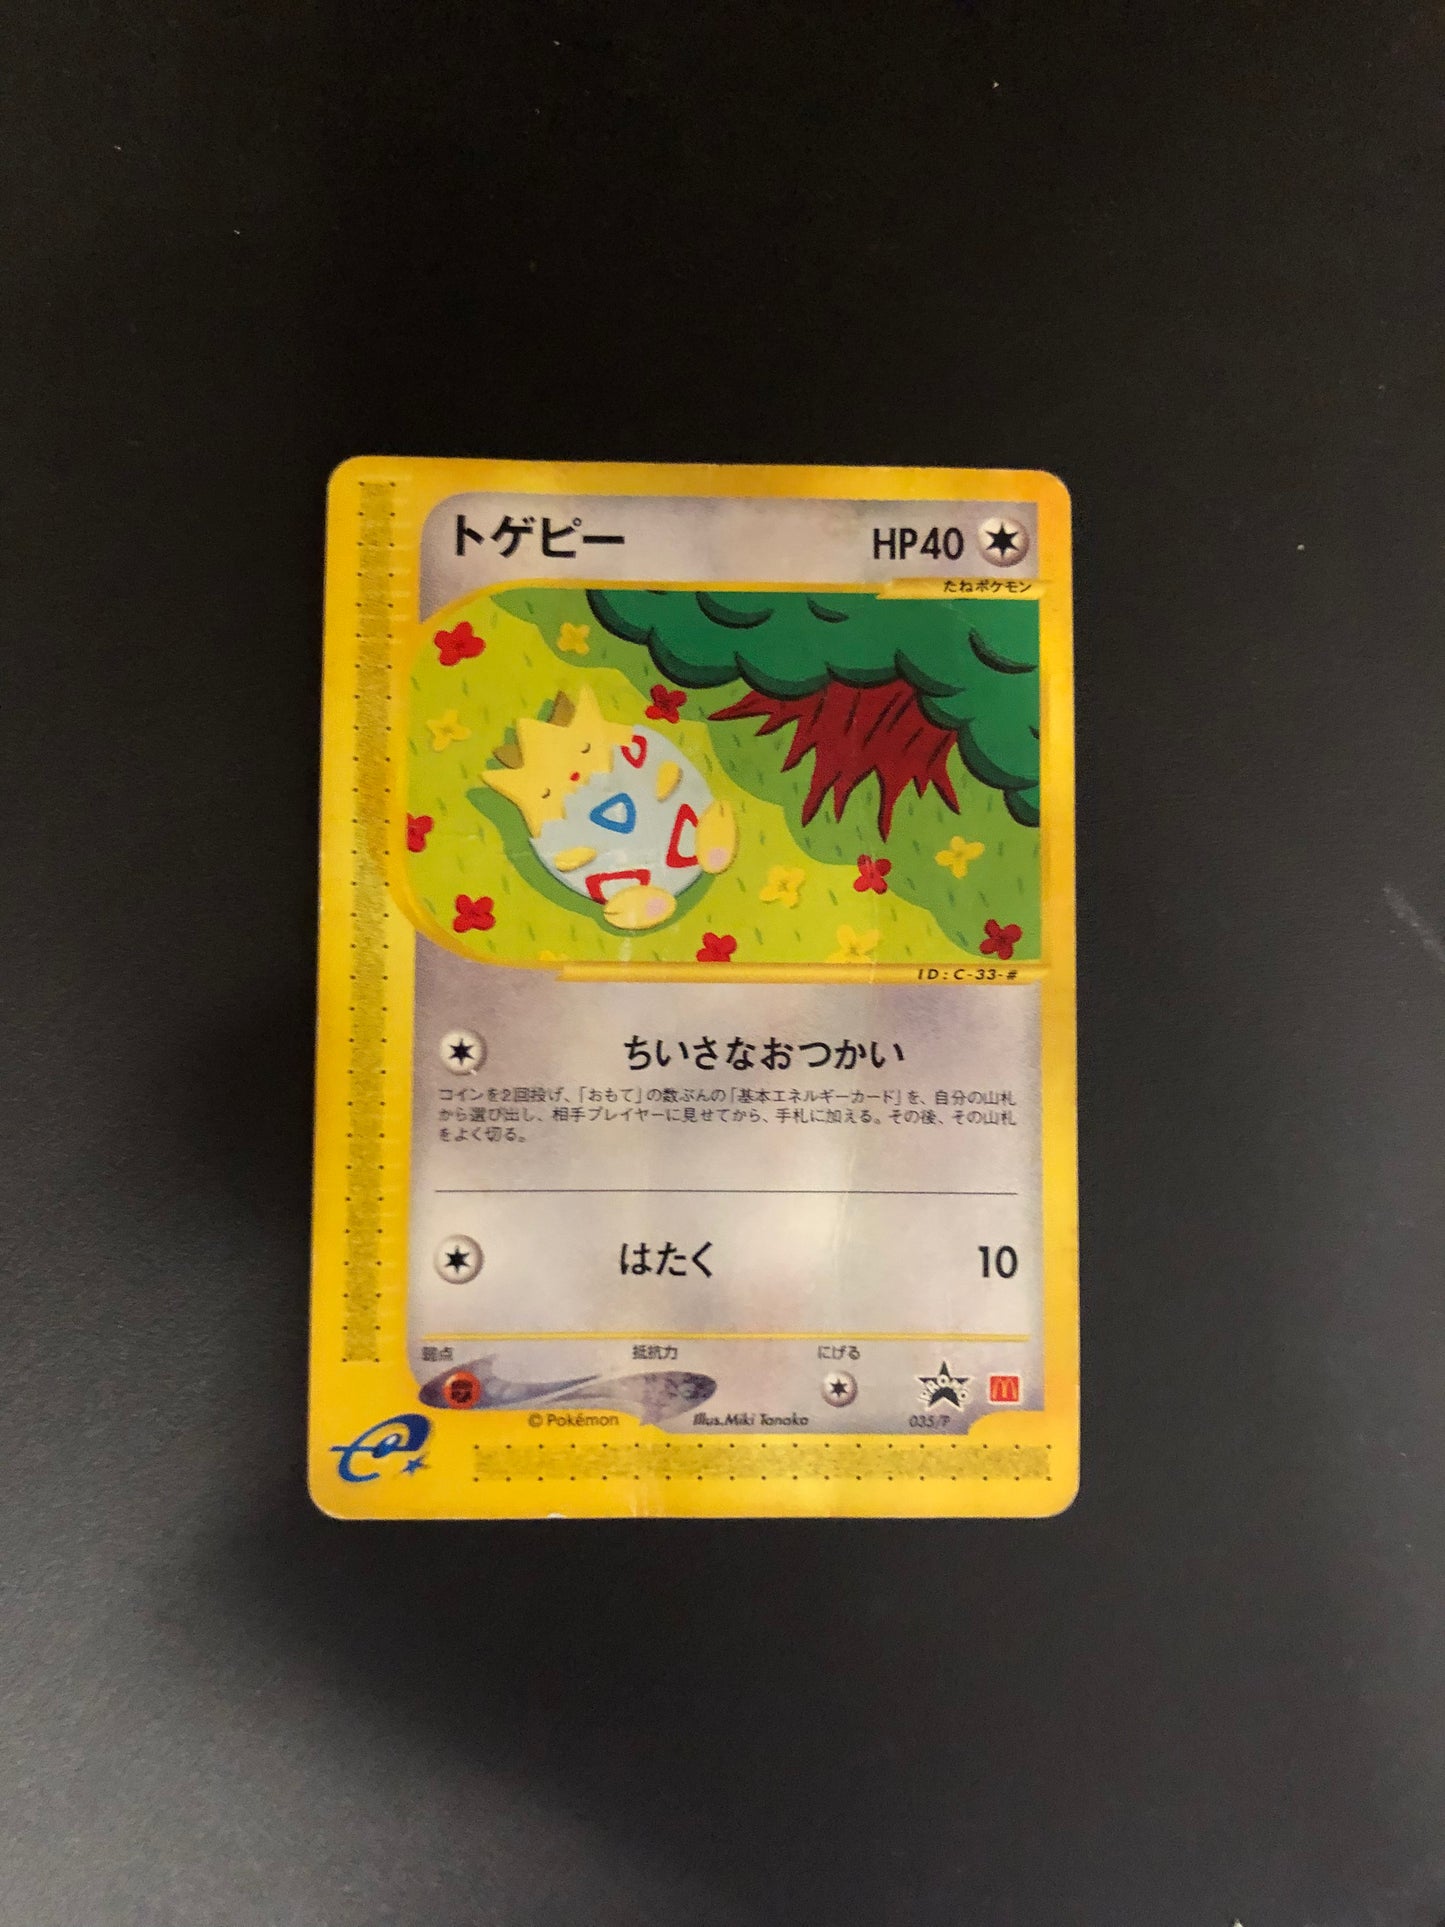 トゲピー HP40
たねポケモン
ID:C-33-#
ちいさなおつかい
コインを2回投げ、「おもて」の数ぶんの「基本エネルギーカード」を、自分の山札
から選び出し、相手プレイヤーに見せてから、手札に加える。その後、その山札
をよく切る。
はたく 10
弱点 抵抗力 にげる
PROMO
© Pokémon Illus.Miki Tanaka 035/P
e